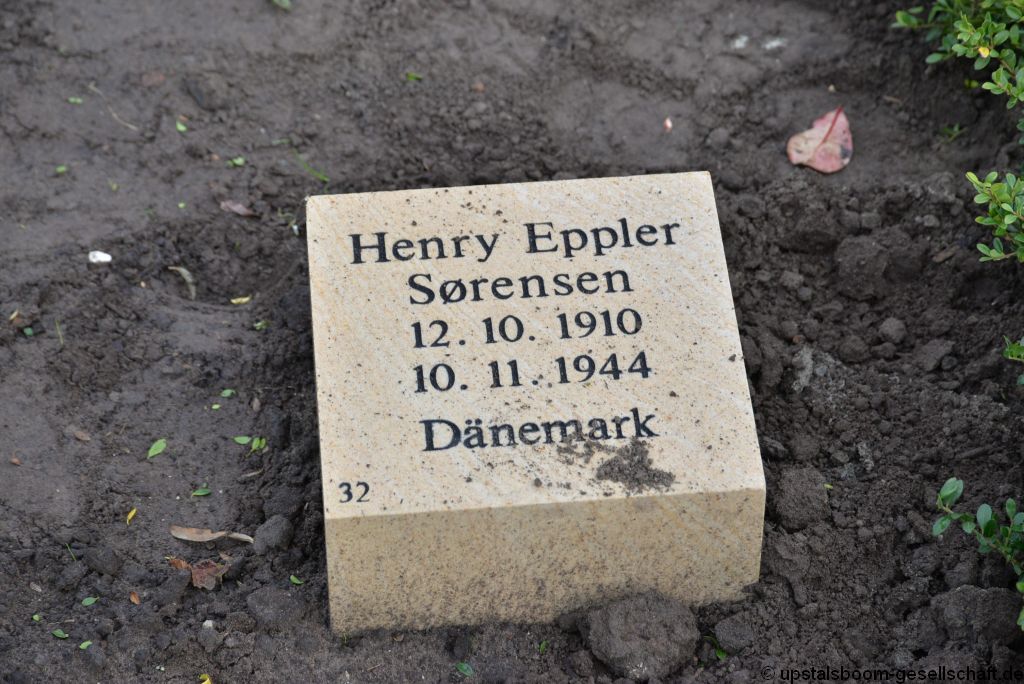 Henry Eppler
Sørensen
12. 10. 1910
10. 11. 1944
Dänemark
32
© upstalsboom-gesellschaft.de